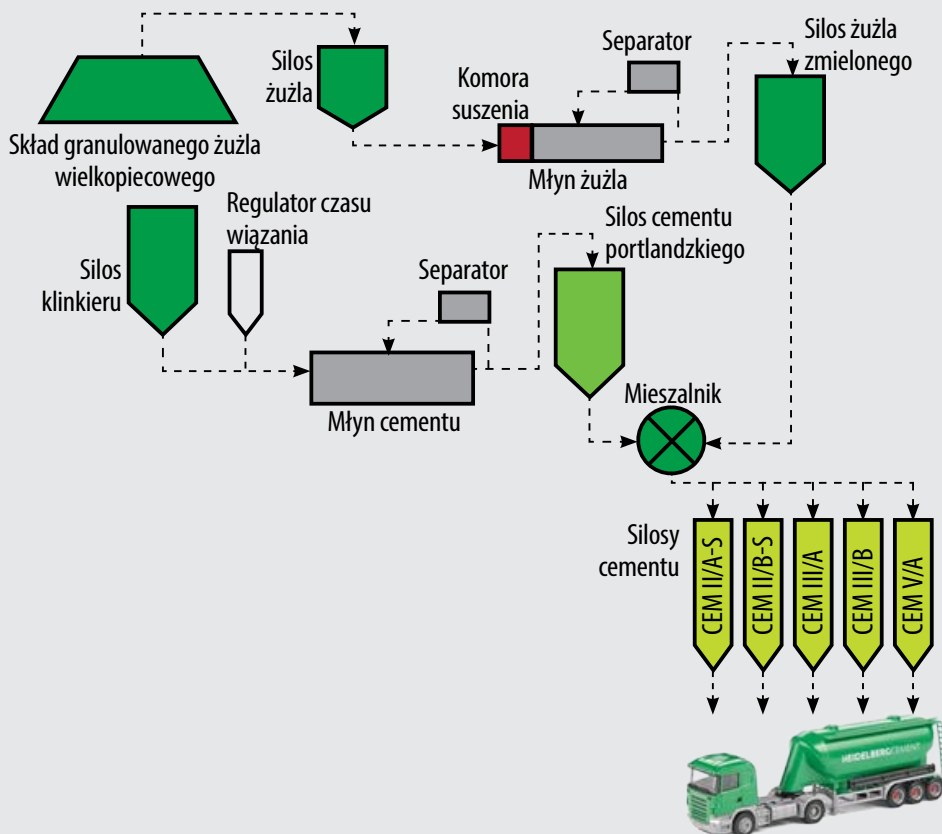 Silos
żużla
Separator
Silos żużla
zmielonego
Komora
suszenia
Skład granulowanego żużla
wielkopiecowego
Młyn żużla
Regulator czasu
wiązania
Silos cementu
portlandzkiego
Silos
klinkieru
Separator
Młyn cementu
Mieszalnik
Silosy
cementu
CEM II/A-S
CEM II/B-S
CEM III/A
CEM III/B
CEM V/A
HEIDELBERGCEMENT